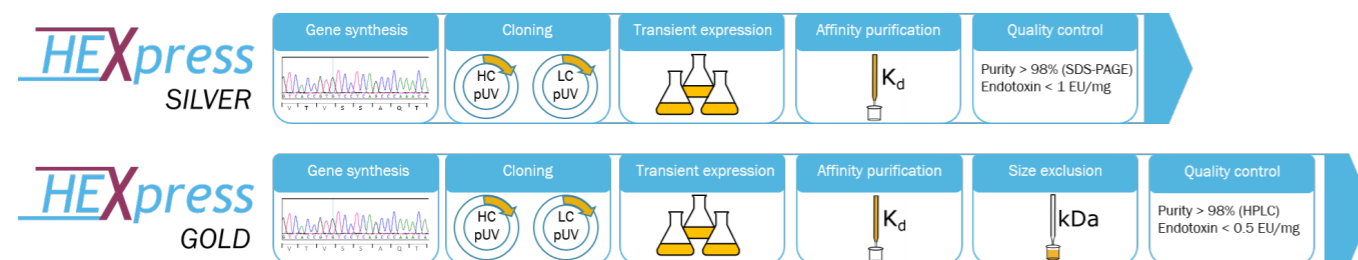 HEXpress
SILVER
Gene synthesis
V T V S S A Q T
Cloning
HC
pUV
LC
pUV
Transient expression
Affinity purification
Kd
Quality control
Purity > 98% (SDS-PAGE)
Endotoxin < 1 EU/mg
HEXpress
GOLD
Gene synthesis
V T V S S A Q T
Cloning
HC
pUV
LC
pUV
Transient expression
Affinity purification
Kd
Size exclusion
kDa
Quality control
Purity > 98% (HPLC)
Endotoxin < 0.5 EU/mg